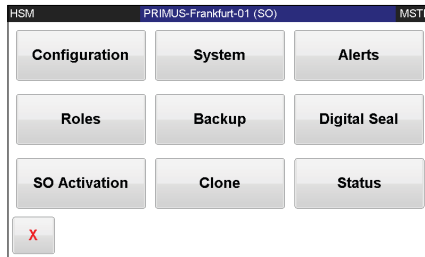 HSM PRIMUS-Frankfurt-01 (SO)
Configuration System Alerts
Roles Backup Digital Seal
SO Activation Clone Status
X